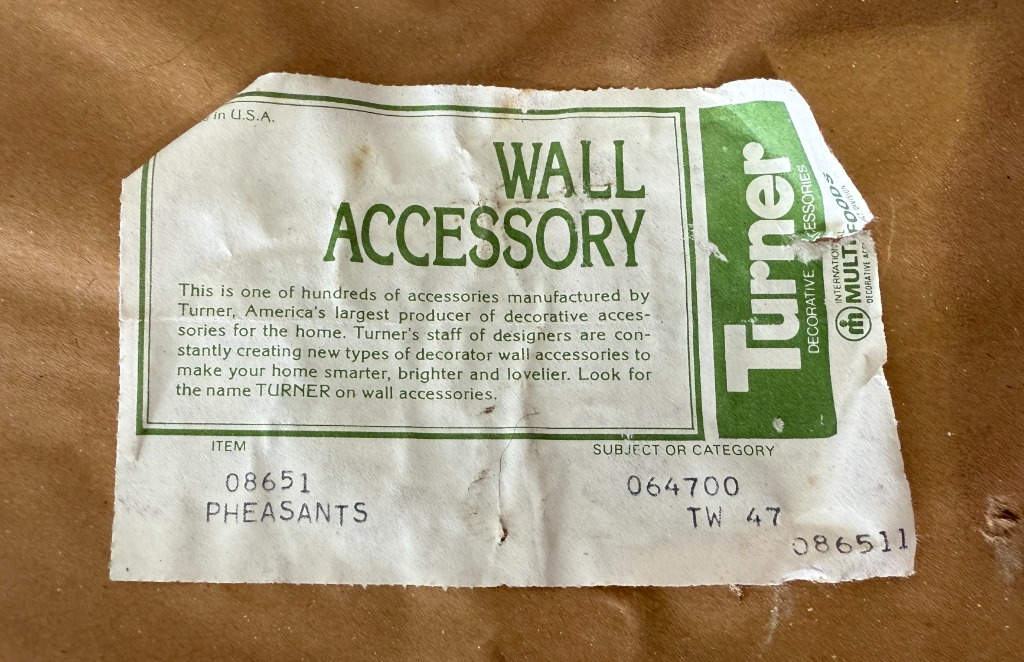 in U.S.A.
WALL
ACCESSORY
This is one of hundreds of accessories manufactured by
Turner, America's largest producer of decorative acces-
sories for the home. Turner's staff of designers are con-
stantly creating new types of decorator wall accessories to
make your home smarter, brighter and lovelier. Look for
the name TURNER on wall accessories.
Turner
DECORATIVE
INTERNATIONAL
MULTIFOODS
DECORATIVE
ITEM
SUBJECT OR CATEGORY
08651
064700
PHEASANTS
TW 47
086511